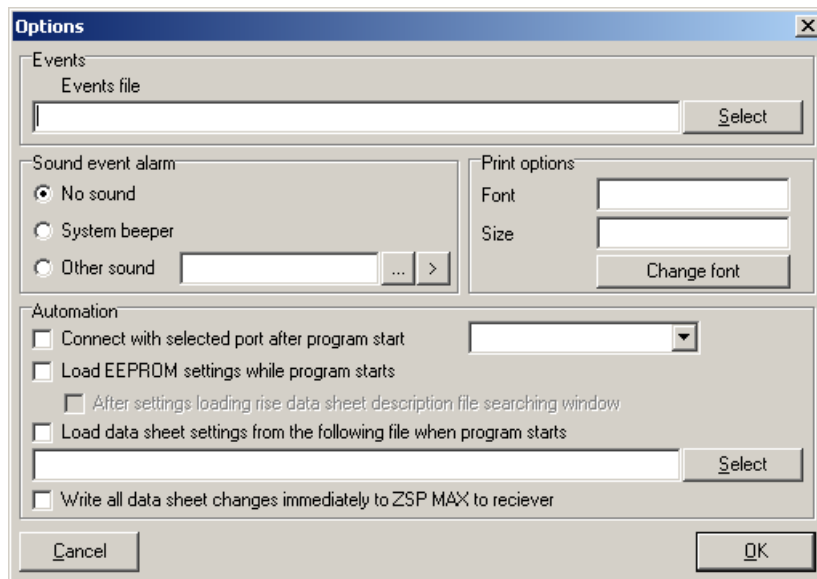 Options
Events
Events file
Select
Sound event alarm
No sound
System beeper
Other sound ... >
Print options
Font
Size
Change font
Automation
Connect with selected port after program start
Load EEPROM settings while program starts
After settings loading rise data sheet description file searching window
Load data sheet settings from the following file when program starts
Select
Write all data sheet changes immediately to ZSP MAX to reciever
Cancel OK